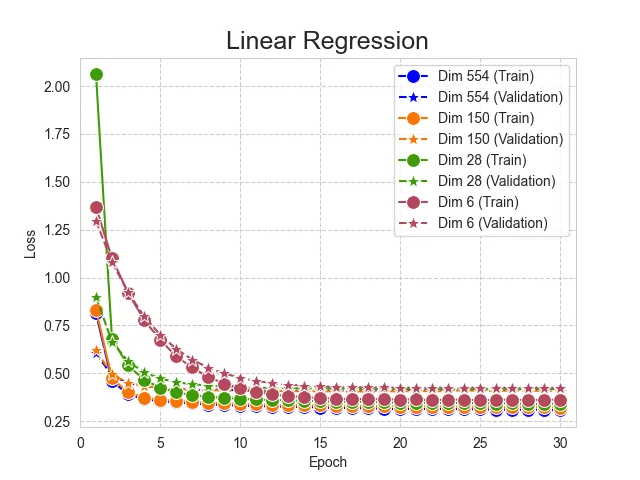 Linear Regression
Dim 554 (Train)
Dim 554 (Validation)
Dim 150 (Train)
Dim 150 (Validation)
Dim 28 (Train)
Dim 28 (Validation)
Dim 6 (Train)
Dim 6 (Validation)
Loss
2.00
1.75
1.50
1.25
1.00
0.75
0.50
0.25
0 5 10 15 20 25 30
Epoch